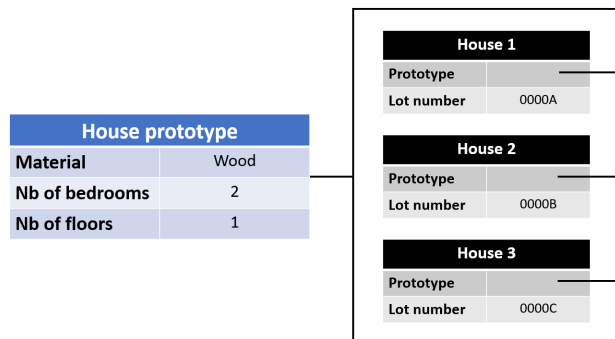 House prototype
Material Wood
Nb of bedrooms 2
Nb of floors 1
House 1
Prototype
Lot number 0000A
House 2
Prototype
Lot number 0000B
House 3
Prototype
Lot number 0000C